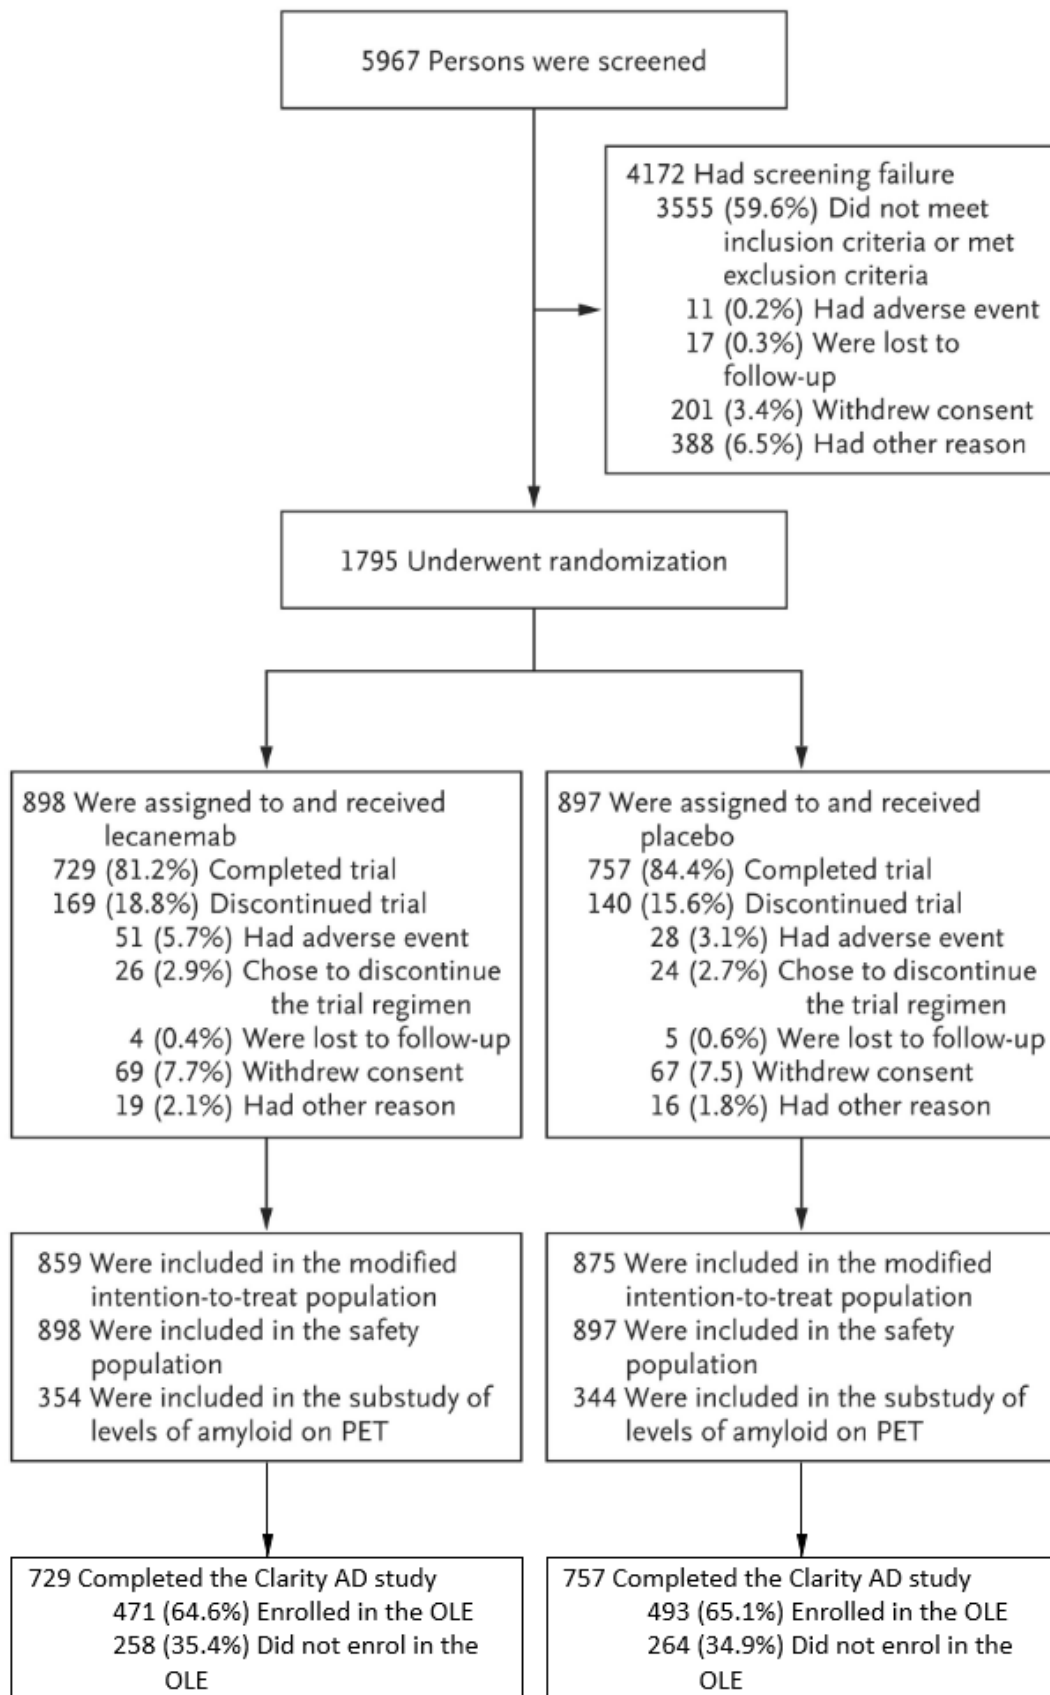 5967 Persons were screened
4172 Had screening failure
3555 (59.6%) Did not meet
inclusion criteria or met
exclusion criteria
11 (0.2%) Had adverse event
17 (0.3%) Were lost to
follow-up
201 (3.4%) Withdrew consent
388 (6.5%) Had other reason
1795 Underwent randomization
898 Were assigned to and received
lecanemab
729 (81.2%) Completed trial
169 (18.8%) Discontinued trial
51 (5.7%) Had adverse event
26 (2.9%) Chose to discontinue
the trial regimen
4 (0.4%) Were lost to follow-up
69 (7.7%) Withdrew consent
19 (2.1%) Had other reason
897 Were assigned to and received
placebo
757 (84.4%) Completed trial
140 (15.6%) Discontinued trial
28 (3.1%) Had adverse event
24 (2.7%) Chose to discontinue
the trial regimen
5 (0.6%) Were lost to follow-up
67 (7.5) Withdrew consent
16 (1.8%) Had other reason
859 Were included in the modified
intention-to-treat population
898 Were included in the safety
population
354 Were included in the substudy of
levels of amyloid on PET
875 Were included in the modified
intention-to-treat population
897 Were included in the safety
population
344 Were included in the substudy of
levels of amyloid on PET
729 Completed the Clarity AD study
471 (64.6%) Enrolled in the OLE
258 (35.4%) Did not enrol in the
OLE
757 Completed the Clarity AD study
493 (65.1%) Enrolled in the OLE
264 (34.9%) Did not enrol in the
OLE